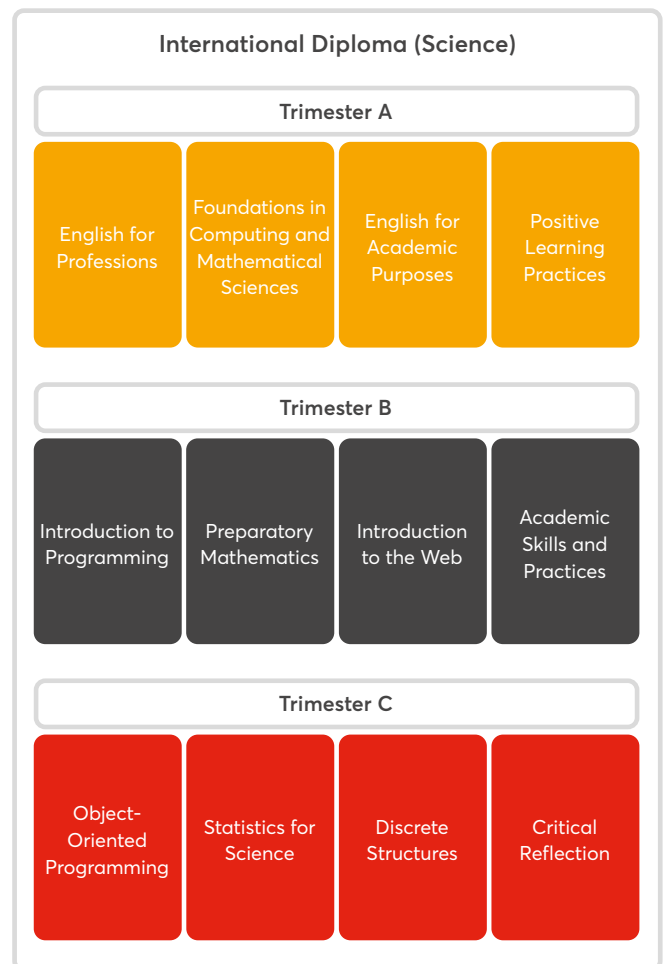 International Diploma (Science)
Trimester A
English for
Professions
Foundations in
Computing and
Mathematical
Sciences
English for
Academic
Purposes
Positive
Learning
Practices
Trimester B
Introduction to
Programming
Preparatory
Mathematics
Introduction
to the Web
Academic
Skills and
Practices
Trimester C
Object-
Oriented
Programming
Statistics for
Science
Discrete
Structures
Critical
Reflection